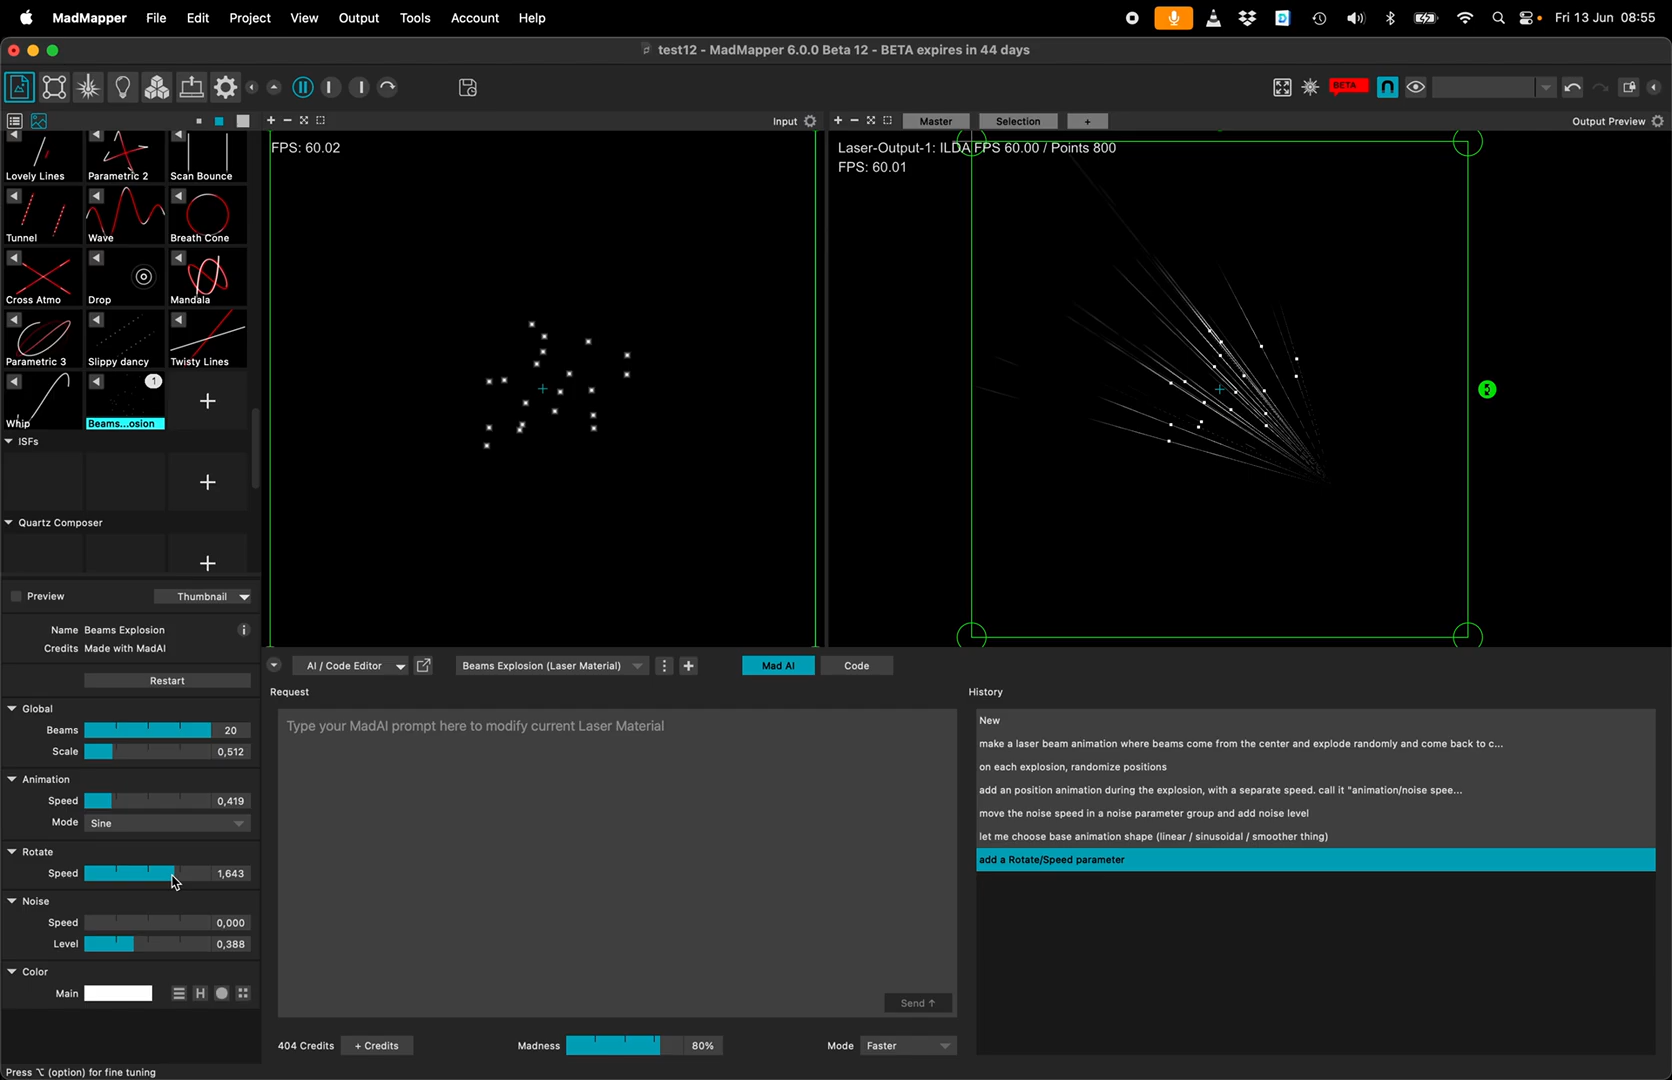 MadMapper File Edit Project View Output Tools Account Help Fri 13 Jun 08:55
test12 - MadMapper 6.0.0 Beta 12 - BETA expires in 44 days
BETA
Input
Master Selection + Output Preview
FPS: 60.02
Laser-Output-1: ILDA FPS 60.00 / Points 800
FPS: 60.01
Lovely Lines Parametric 2 Scan Bounce
Tunnel Wave Breath Cone
Cross Atmo Drop Mandala
Parametric 3 Slippy dancy Twisty Lines
1
Whip Beams...osion
ISFs
Quartz Composer
Preview Thumbnail
Name Beams Explosion
Credits Made with MadAI
Restart
Global
Beams 20
Scale 0,512
Animation
Speed 0,419
Mode Sine
Rotate
Speed 1,643
Noise
Speed 0,000
Level 0,388
Color
Main H
Press ⌥ (option) for fine tuning
AI / Code Editor Beams Explosion (Laser Material) Mad AI Code
Request
Type your MadAI prompt here to modify current Laser Material
Send ↑
404 Credits + Credits Madness 80% Mode Faster
History
New
make a laser beam animation where beams come from the center and explode randomly and come back to c...
on each explosion, randomize positions
add an position animation during the explosion, with a separate speed. call it "animation/noise spee...
move the noise speed in a noise parameter group and add noise level
let me choose base animation shape (linear / sinusoidal / smoother thing)
add a Rotate/Speed parameter